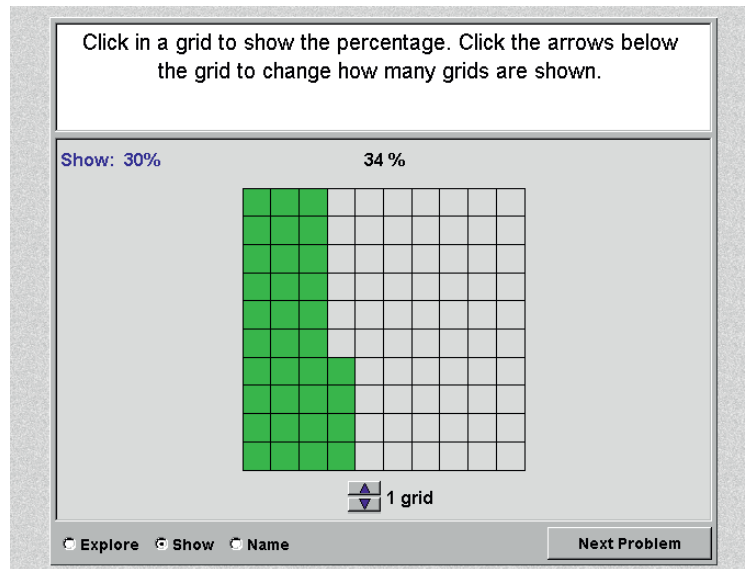 Click in a grid to show the percentage. Click the arrows below
the grid to change how many grids are shown.
Show: 30%
34 %
1 grid
Explore Show Name
Next Problem